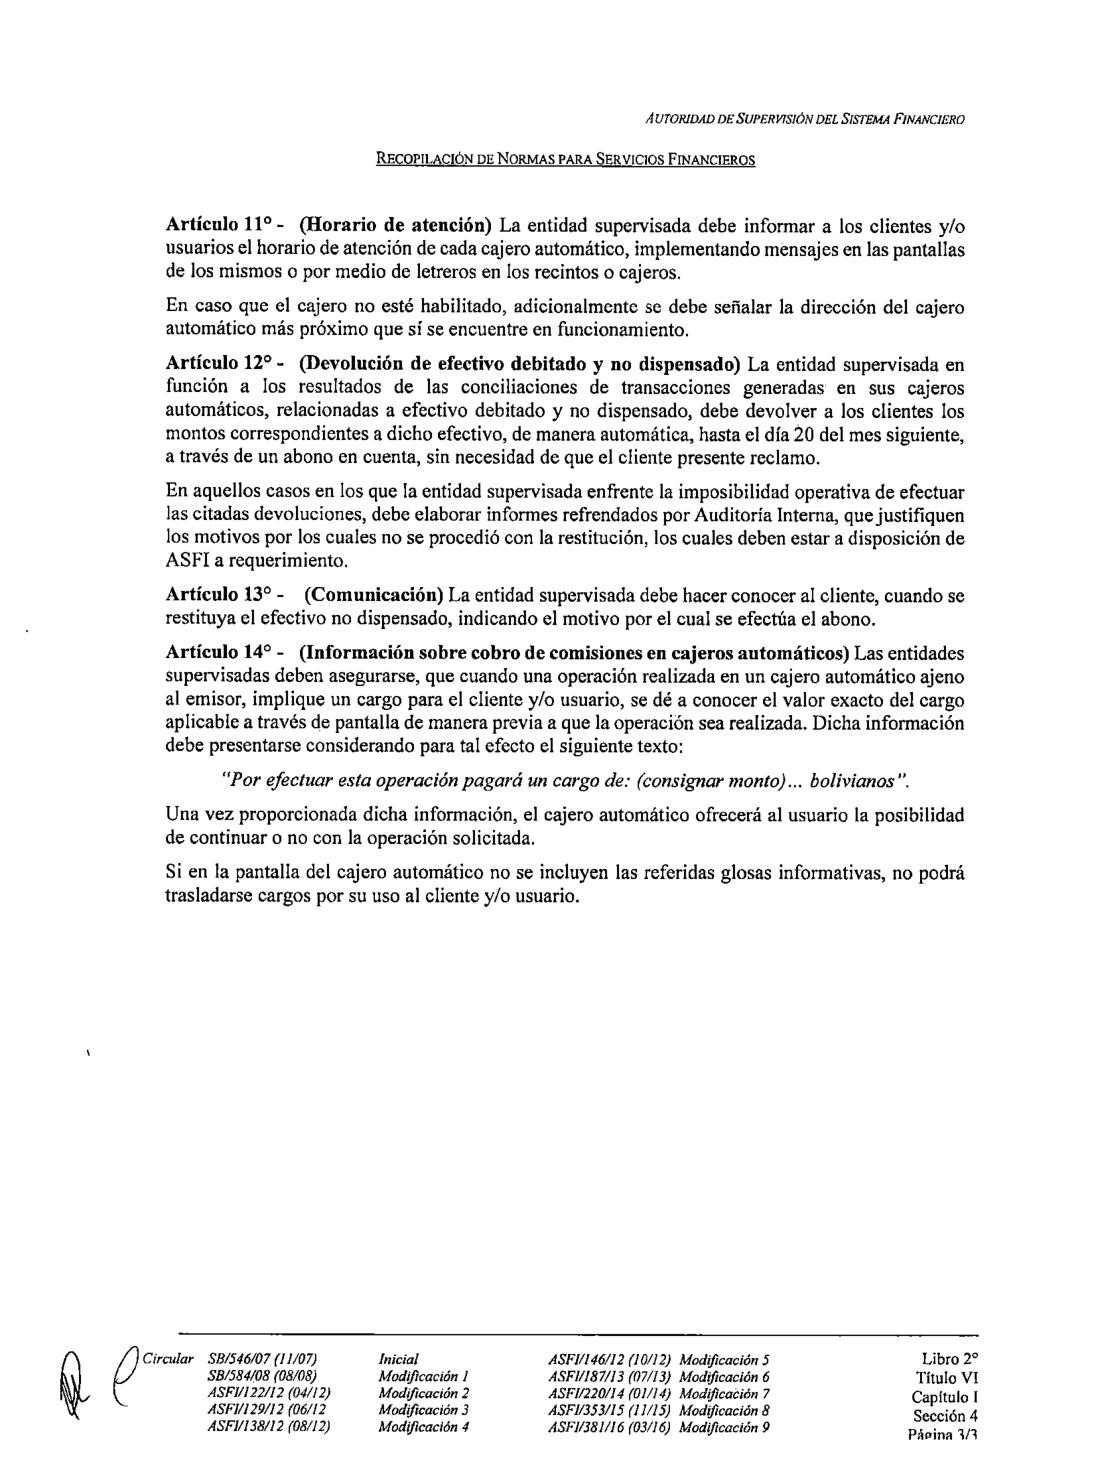 AUTORIDAD DE SUPERVISIÓN DEL SISTEMA FINANCIERO
RECOPILACIÓN DE NORMAS PARA SERVICIOS FINANCIEROS
Artículo 11° - (Horario de atención) La entidad supervisada debe informar a los clientes y/o
usuarios el horario de atención de cada cajero automático, implementando mensajes en las pantallas
de los mismos o por medio de letreros en los recintos o cajeros.
En caso que el cajero no esté habilitado, adicionalmente se debe señalar la dirección del cajero
automático más próximo que sí se encuentre en funcionamiento.
Artículo 12° - (Devolución de efectivo debitado y no dispensado) La entidad supervisada en
función a los resultados de las conciliaciones de transacciones generadas en sus cajeros
automáticos, relacionadas a efectivo debitado y no dispensado, debe devolver a los clientes los
montos correspondientes a dicho efectivo, de manera automática, hasta el día 20 del mes siguiente,
a través de un abono en cuenta, sin necesidad de que el cliente presente reclamo.
En aquellos casos en los que la entidad supervisada enfrente la imposibilidad operativa de efectuar
las citadas devoluciones, debe elaborar informes refrendados por Auditoría Interna, que justifiquen
los motivos por los cuales no se procedió con la restitución, los cuales deben estar a disposición de
ASFI a requerimiento.
Artículo 13° - (Comunicación) La entidad supervisada debe hacer conocer al cliente, cuando se
restituya el efectivo no dispensado, indicando el motivo por el cual se efectúa el abono.
Artículo 14° - (Información sobre cobro de comisiones en cajeros automáticos) Las entidades
supervisadas deben asegurarse, que cuando una operación realizada en un cajero automático ajeno
al emisor, implique un cargo para el cliente y/o usuario, se dé a conocer el valor exacto del cargo
aplicable a través de pantalla de manera previa a que la operación sea realizada. Dicha información
debe presentarse considerando para tal efecto el siguiente texto:
"Por efectuar esta operación pagará un cargo de: (consignar monto)... bolivianos".
Una vez proporcionada dicha información, el cajero automático ofrecerá al usuario la posibilidad
de continuar o no con la operación solicitada.
Si en la pantalla del cajero automático no se incluyen las referidas glosas informativas, no podrá
trasladarse cargos por su uso al cliente y/o usuario.
Circular SB/546/07 (11/07) Inicial ASFI/146/12 (10/12) Modificación 5 Libro 2°
SB/584/08 (08/08) Modificación 1 ASFI/187/13 (07/13) Modificación 6 Título VI
ASFI/122/12 (04/12) Modificación 2 ASFI/220/14 (01/14) Modificación 7 Capítulo I
ASFI/129/12 (06/12 Modificación 3 ASFI/353/15 (11/15) Modificación 8 Sección 4
ASFI/138/12 (08/12) Modificación 4 ASFI/381/16 (03/16) Modificación 9 Página 3/3